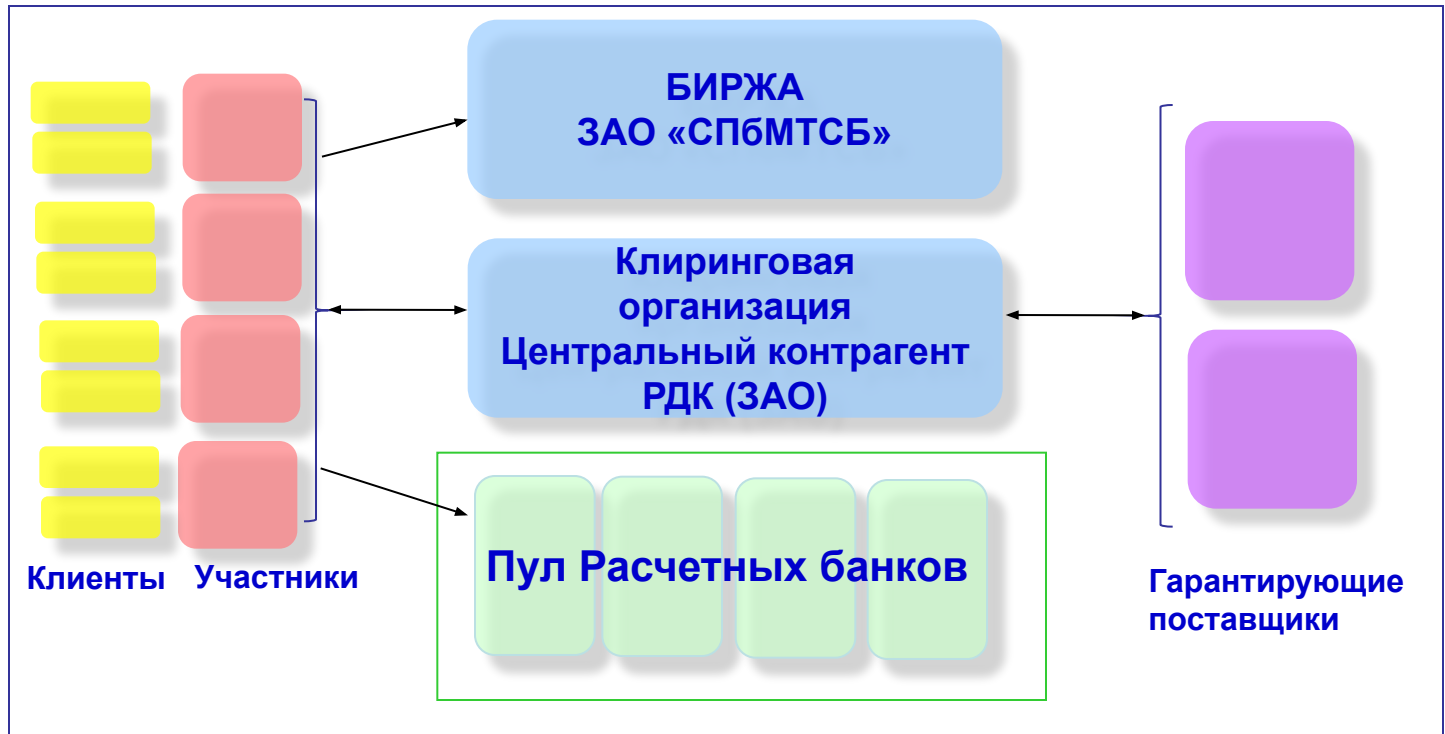 БИРЖА
ЗАО «СПбМТСБ»
Клиринговая
организация
Центральный контрагент
РДК (ЗАО)
Пул Расчетных банков
Клиенты
Участники
Гарантирующие
поставщики